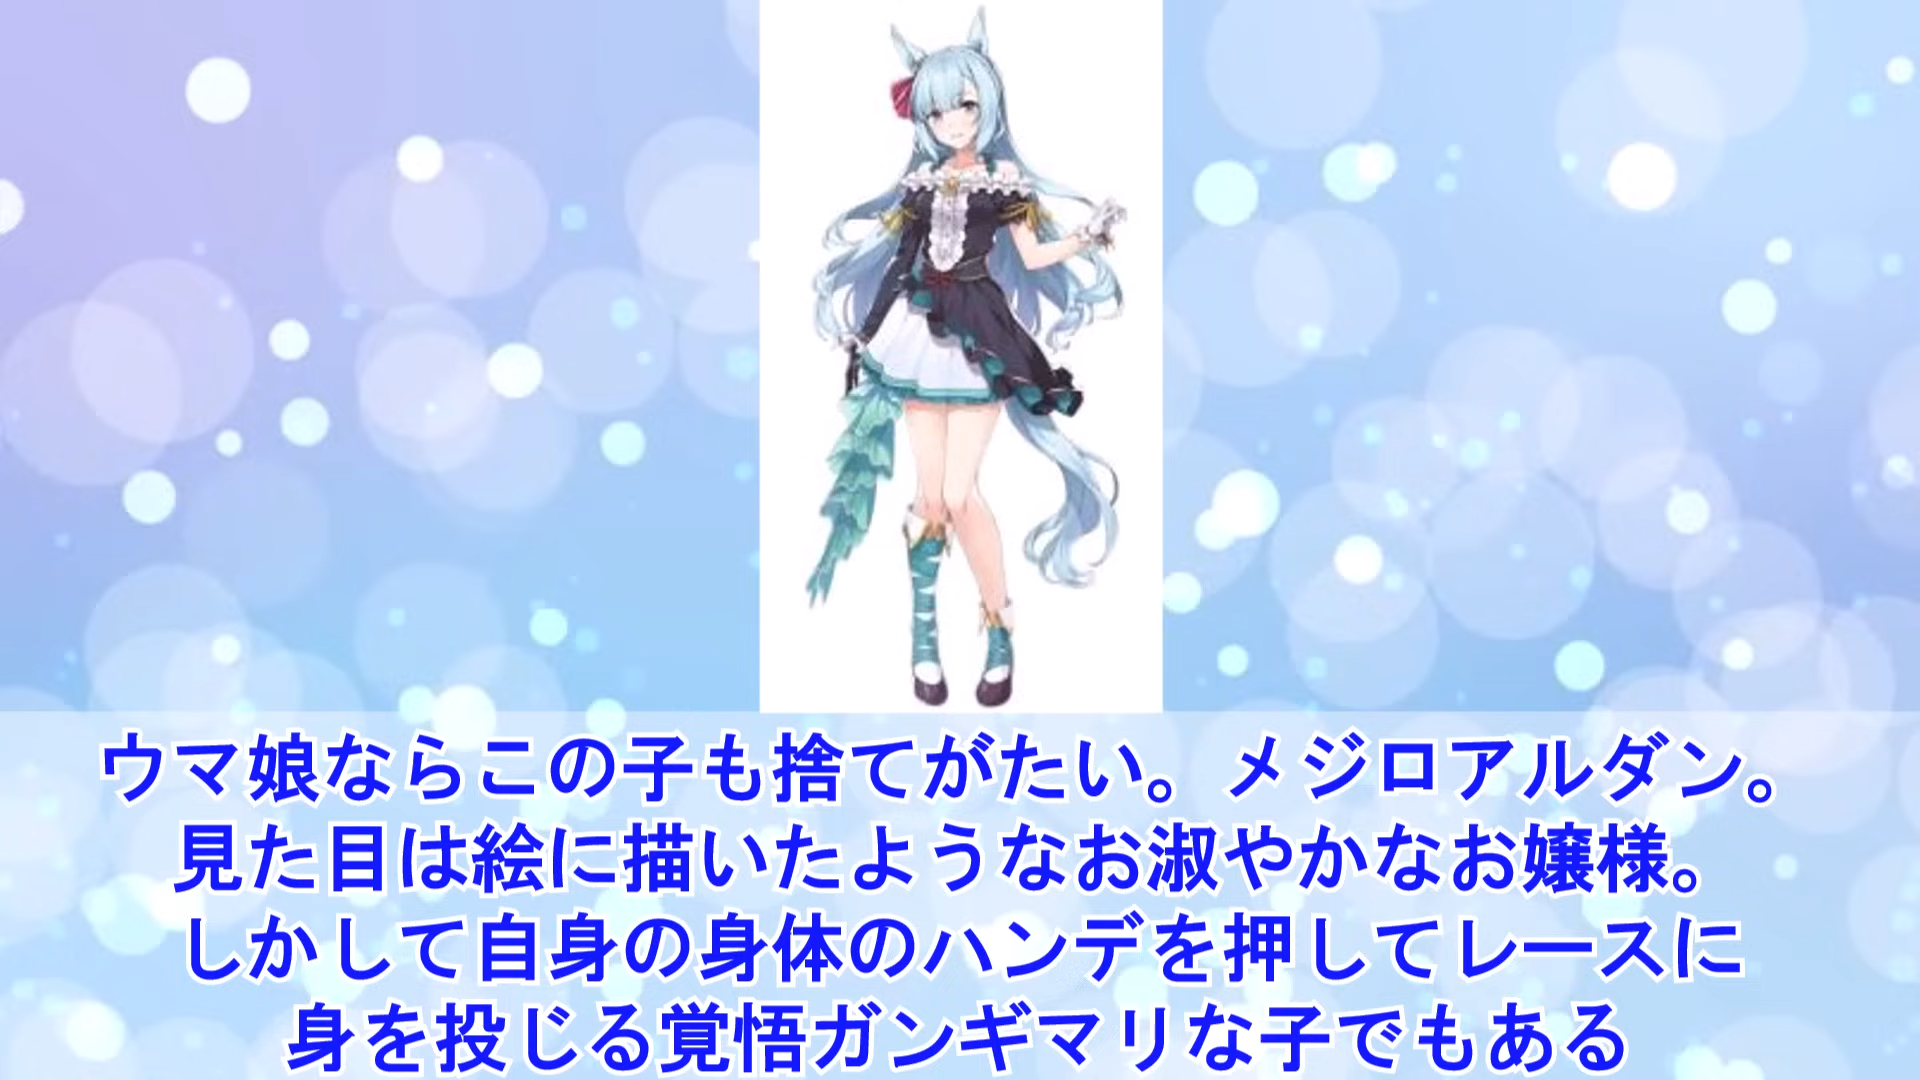 ウマ娘ならこの子も捨てがたい。メジロアルダン。
見た目は絵に描いたようなお淑やかなお嬢様。
しかして自身の身体のハンデを押してレースに
身を投じる覚悟ガンギマリな子でもある